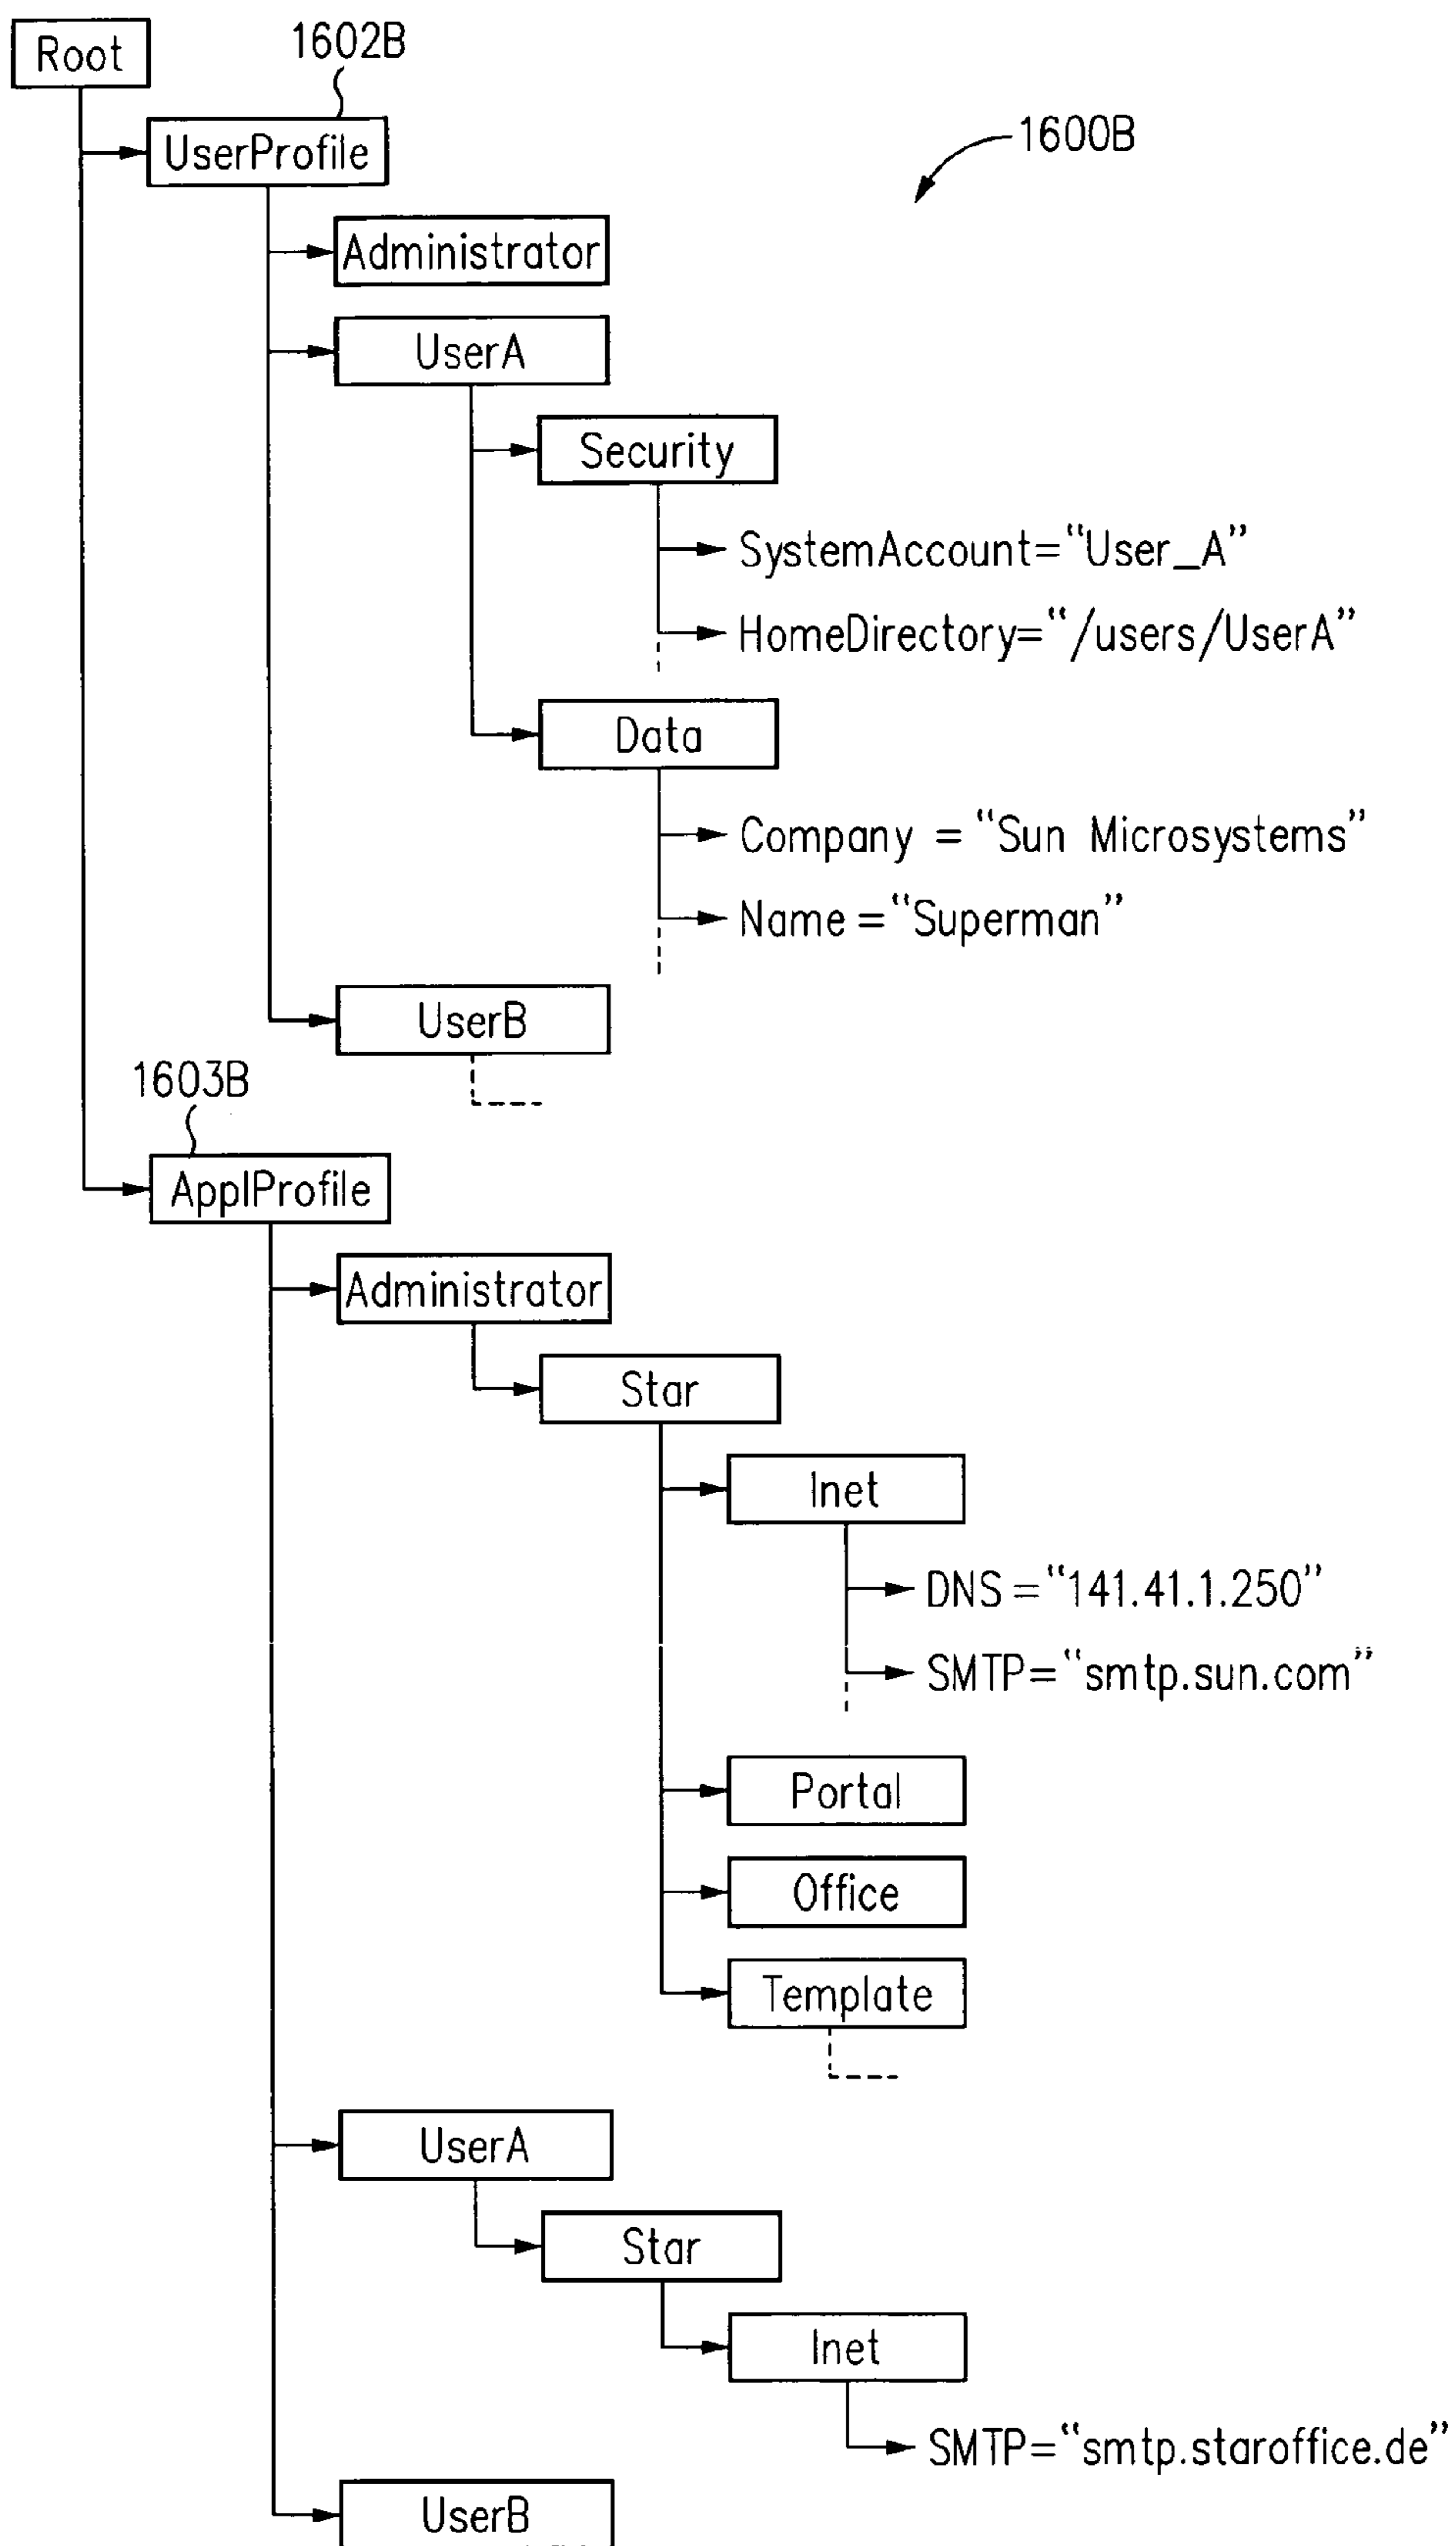 Root
1602B
UserProfile
1600B
Administrator
UserA
Security
SystemAccount="User_A"
HomeDirectory="/users/UserA"
Data
Company = "Sun Microsystems"
Name="Superman"
UserB
1603B
ApplProfile
Administrator
Star
Inet
DNS="141.41.1.250"
SMTP="smtp.sun.com"
Portal
Office
Template
UserA
Star
Inet
SMTP="smtp.staroffice.de"
UserB